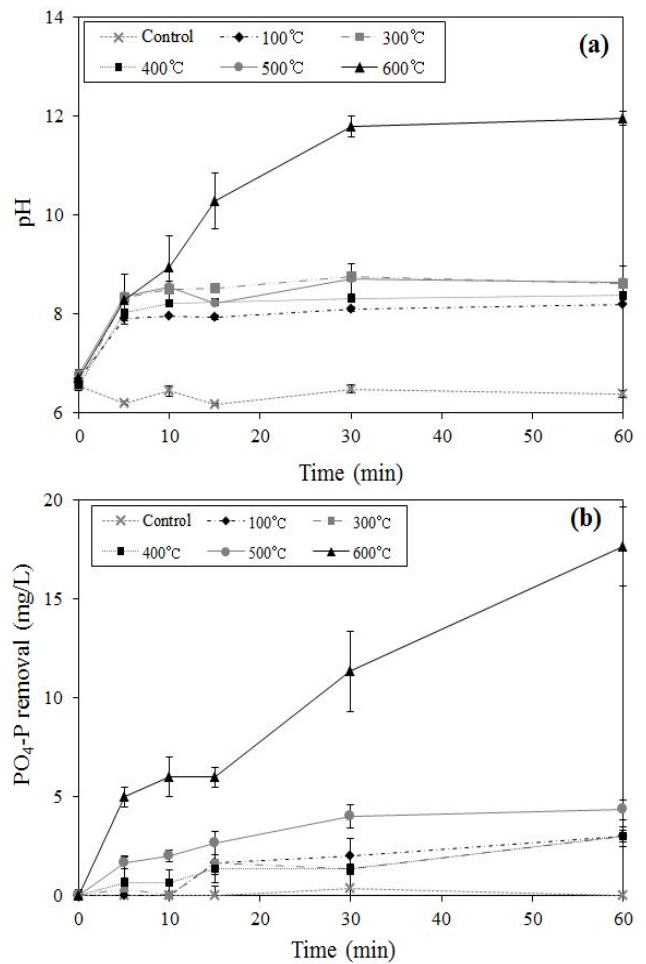 14
Control 100℃ 300℃ (a)
400℃ 500℃ 600℃
12
pH
10
8
6
0 10 20 30 40 50 60
Time (min)
20
Control 100°C 300°C (b)
400°C 500°C 600°C
15
PO₄-P removal (mg/L)
10
5
0
0 10 20 30 40 50 60
Time (min)